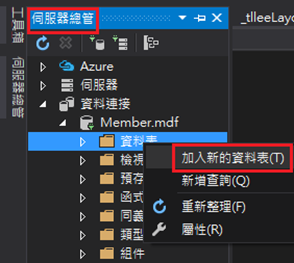 伺服器總管
_tlleeLayo
工具箱
伺服器總管
Azure
伺服器
資料連接
Member.mdf
資料表
檢視
預存
函式
同義
類型
組件
加入新的資料表(T)
新增查詢(Q)
重新整理(F)
屬性(R)